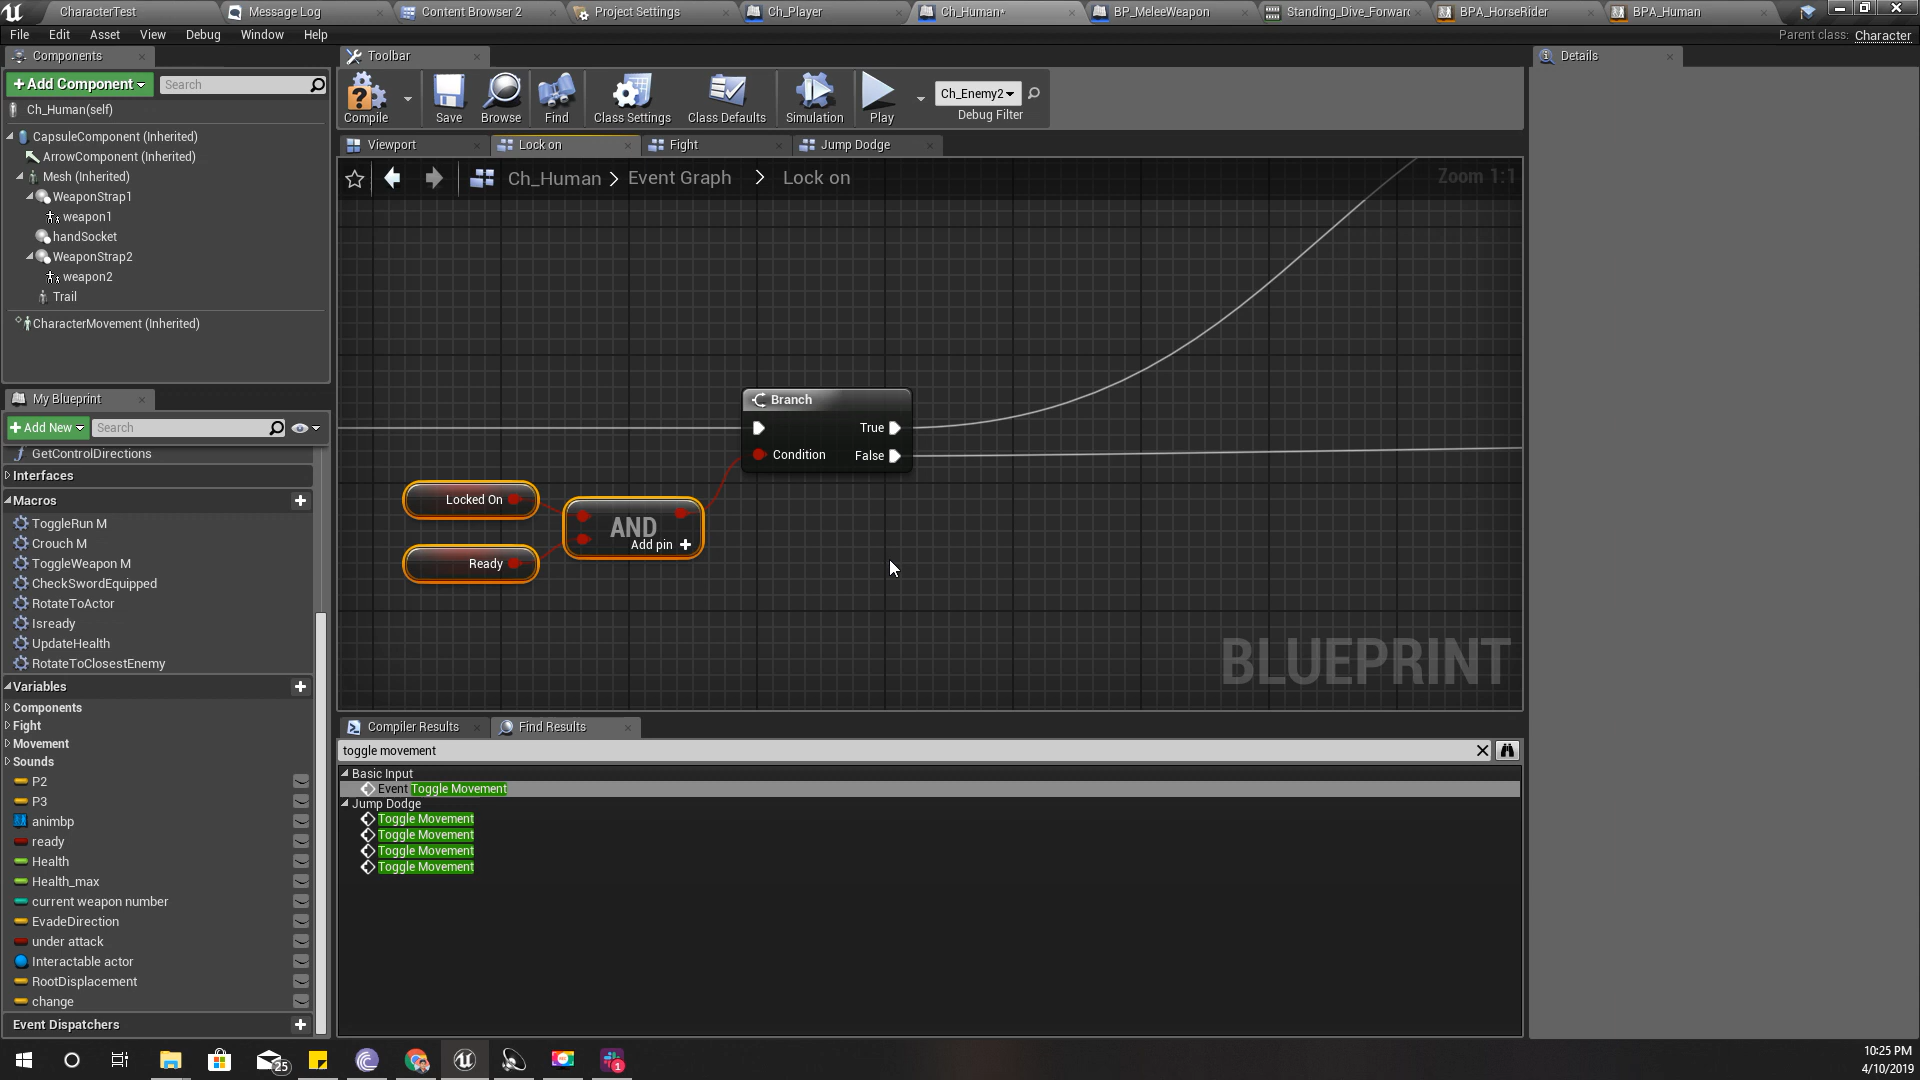 CharacterTest
Message Log
Content Browser 2
Project Settings
Ch_Player
Ch_Human*
BP_MeleeWeapon
Standing_Dive_Forward
BPA_HorseRider
BPA_Human
File Edit Asset View Debug Window Help
Parent class: Character
Components
Toolbar
Details
+ Add Component
Search
Ch_Human(self)
CapsuleComponent (Inherited)
ArrowComponent (Inherited)
Mesh (Inherited)
WeaponStrap1
weapon1
handSocket
WeaponStrap2
weapon2
Trail
CharacterMovement (Inherited)
Compile
Save
Browse
Find
Class Settings
Class Defaults
Simulation
Play
Ch_Enemy2
Debug Filter
Viewport
Lock on
Fight
Jump Dodge
Ch_Human > Event Graph > Lock on
Zoom 1:1
Branch
True
Condition
False
Locked On
Ready
AND
Add pin +
BLUEPRINT
My Blueprint
+ Add New
Search
GetControlDirections
Interfaces
Macros
ToggleRun M
Crouch M
ToggleWeapon M
CheckSwordEquipped
RotateToActor
Isready
UpdateHealth
RotateToClosestEnemy
Variables
Components
Fight
Movement
Sounds
P2
P3
animbp
ready
Health
Health_max
current weapon number
EvadeDirection
under attack
Interactable actor
RootDisplacement
change
Event Dispatchers
Compiler Results
Find Results
toggle movement
Basic Input
Event Toggle Movement
Jump Dodge
Toggle Movement
Toggle Movement
Toggle Movement
Toggle Movement
25
1
10:25 PM
4/10/2019